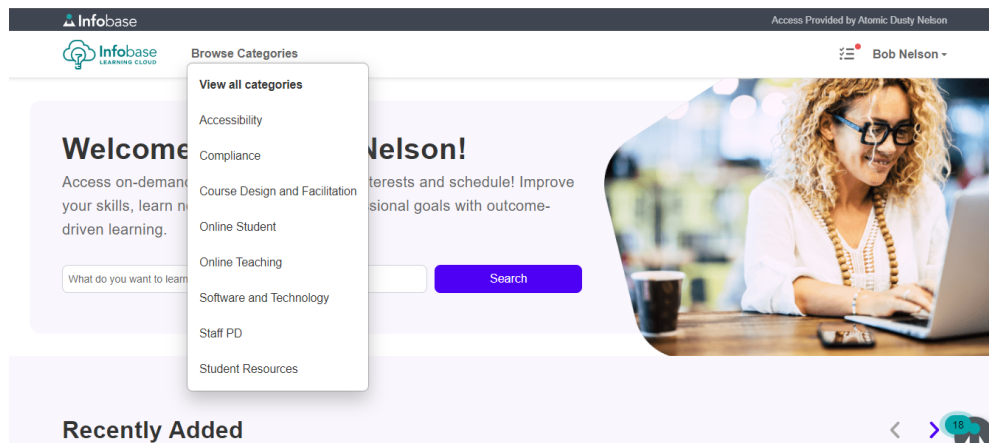 Infobase
Access Provided by Atomic Dusty Nelson
Infobase
LEARNING CLOUD
Browse Categories
Bob Nelson
View all categories
Accessibility
Compliance
Course Design and Facilitation
Online Student
Online Teaching
Software and Technology
Staff PD
Student Resources
Welcome Nelson!
Access on-deman terests and schedule! Improve
your skills, learn n ssional goals with outcome-
driven learning.
What do you want to learn
Search
Recently Added
18